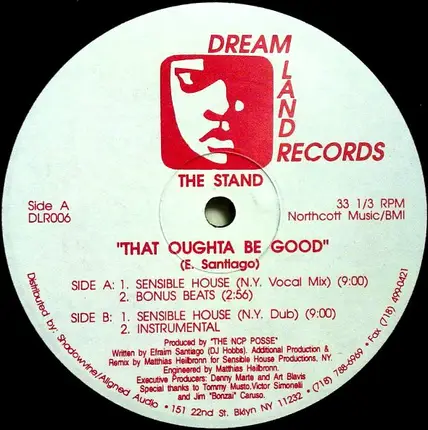 DREAM
LAND
RECORDS
THE STAND
Side A
DLR006
33 1/3 RPM
Northcott Music/BMI
"THAT OUGHTA BE GOOD"
(E. Santiago)
SIDE A: 1. SENSIBLE HOUSE (N.Y. Vocal Mix) (9:00)
2. BONUS BEATS (2:56)
SIDE B: 1. SENSIBLE HOUSE (N.Y. Dub) (9:00)
2. INSTRUMENTAL
Produced by "THE NCP POSSE"
Written by Efraim Santiago (DJ Hobbs). Additional Production &
Remix by Matthias Heilbronn for Sensible House Productions, NY.
Engineered by Matthias Heilbronn.
Executive Producers: Danny Marte and Art Blavis
Special thanks to Tommy Musto, Victor Simonelli
and Jim "Bonzai" Caruso.
Distributed by: Shadowvine/Aligned Audio • 151 22nd St. Bklyn NY 11232 • (718) 788-6969 • Fax (718) 499-0421